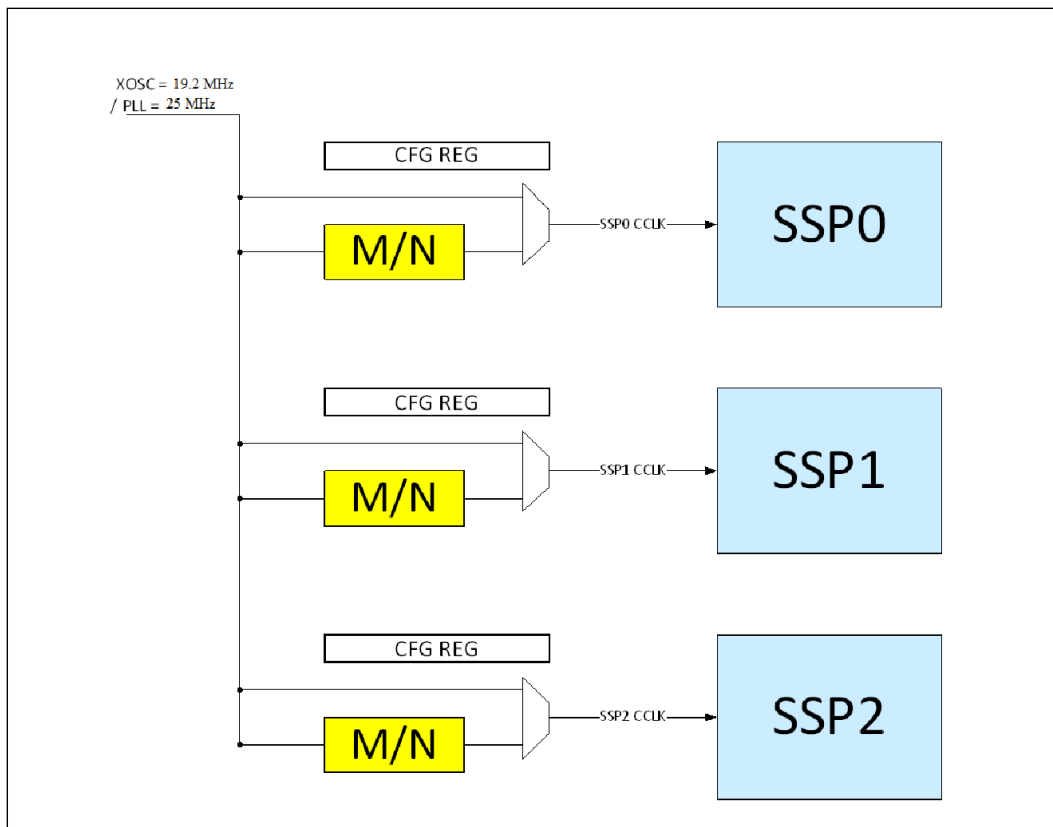 XOSC = 19.2 MHz
/ PLL = 25 MHz
CFG REG
M/N
SSP0 CCLK
SSP0
CFG REG
M/N
SSP1 CCLK
SSP1
CFG REG
M/N
SSP2 CCLK
SSP2